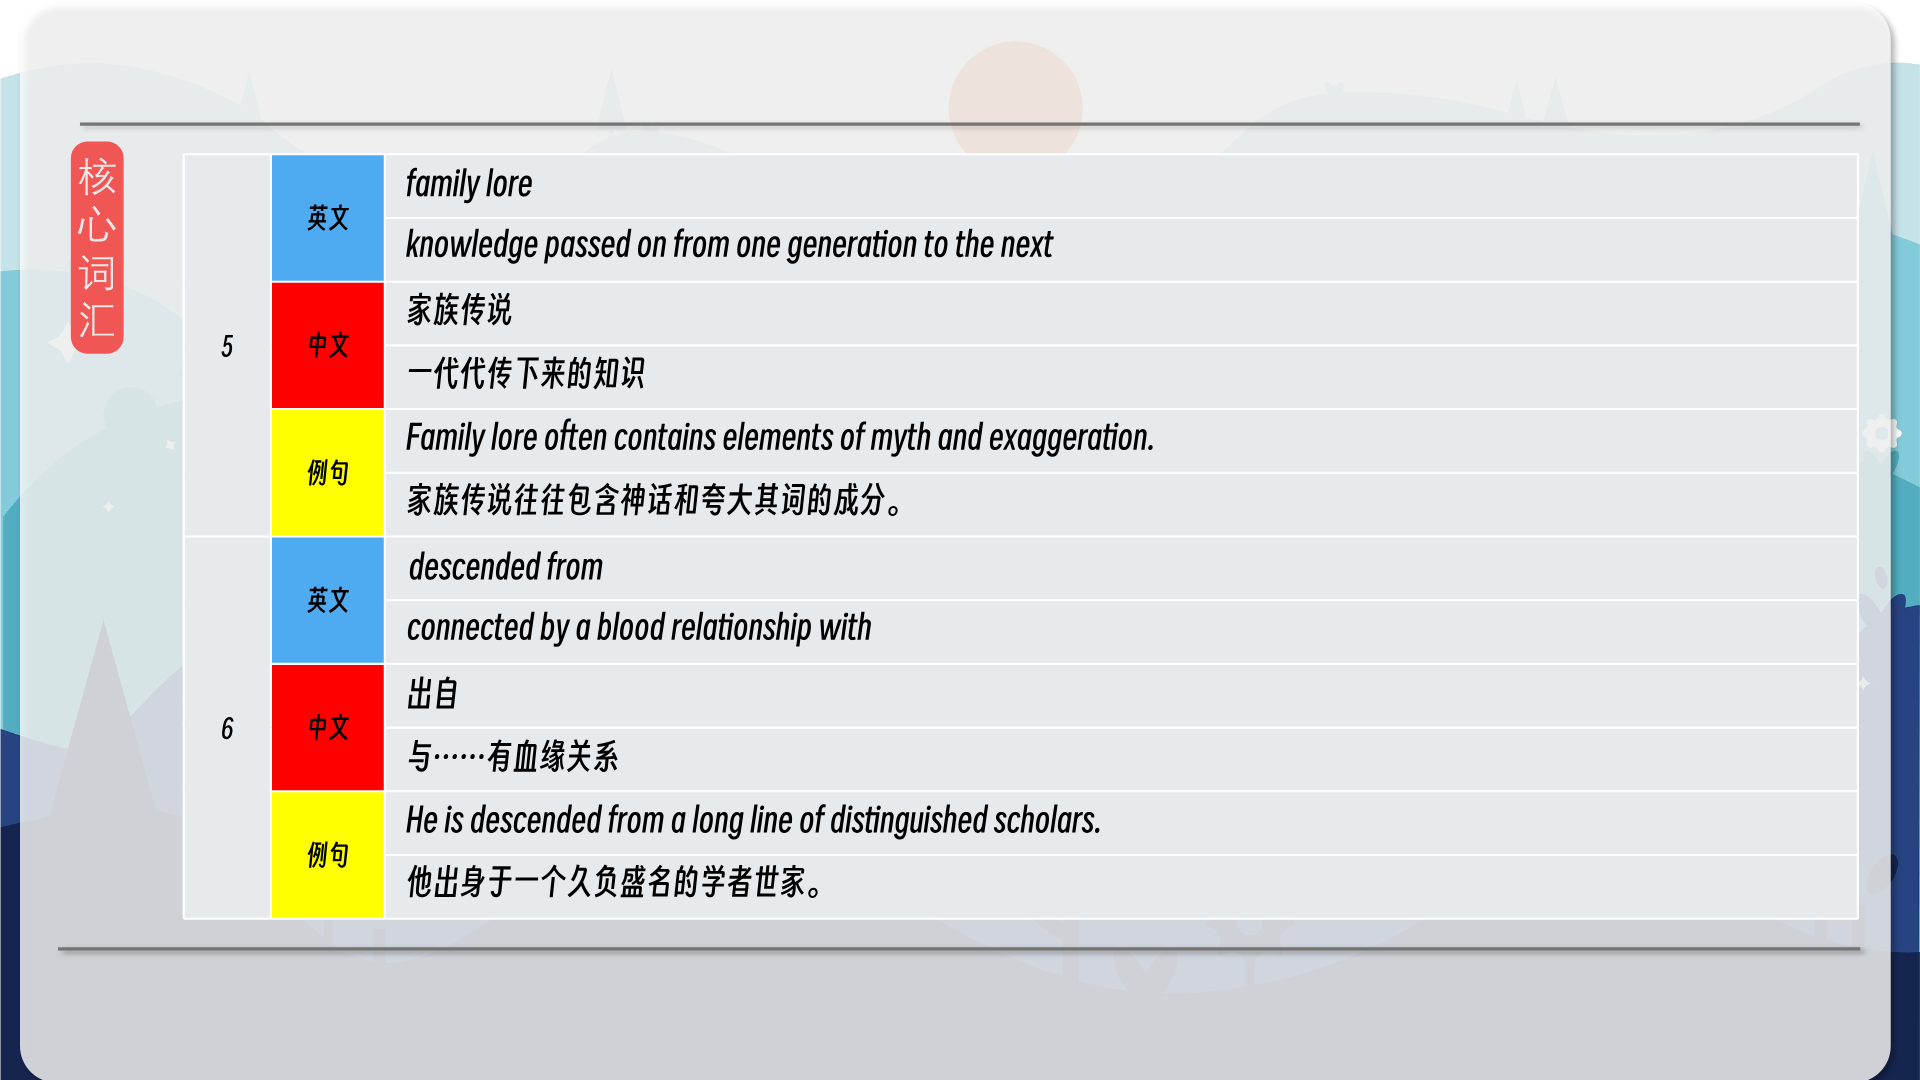 核心词汇
5
英文
family lore
knowledge passed on from one generation to the next
中文
家族传说
一代代传下来的知识
例句
Family lore often contains elements of myth and exaggeration.
家族传说往往包含神话和夸大其词的成分。
6
英文
descended from
connected by a blood relationship with
中文
出自
与……有血缘关系
例句
He is descended from a long line of distinguished scholars.
他出身于一个久负盛名的学者世家。